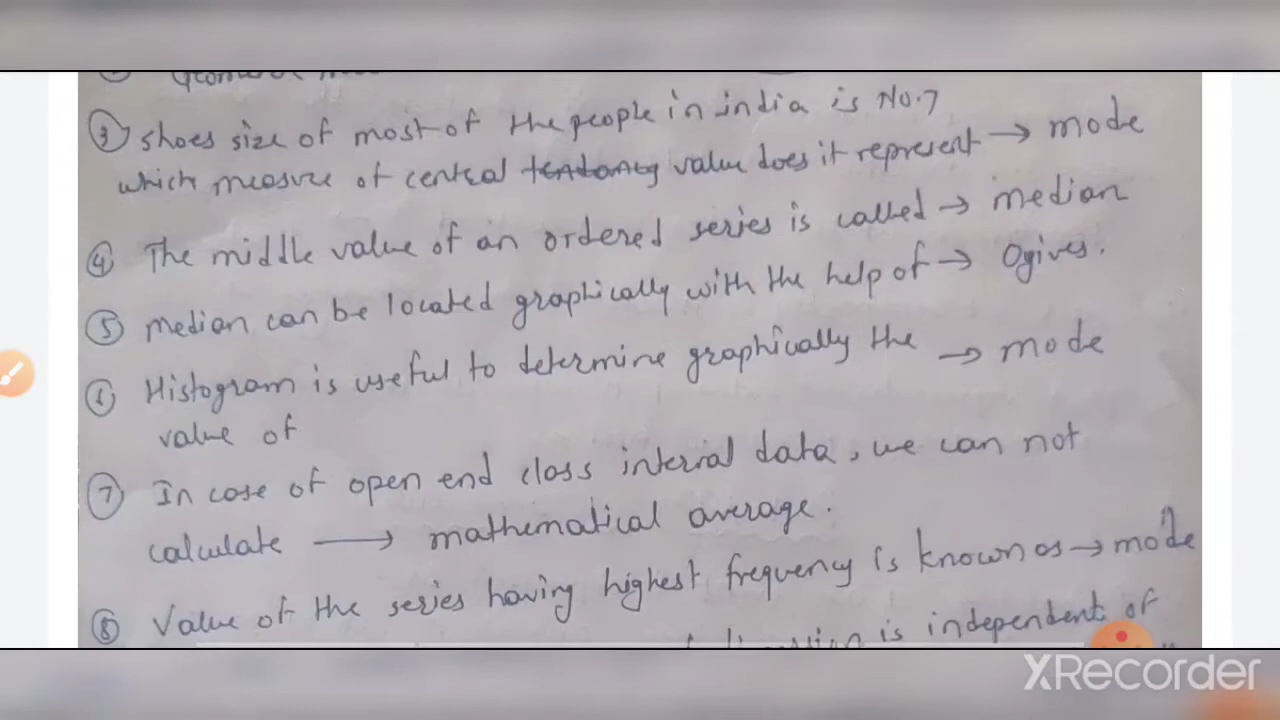 ③ shoes size of most of the people in india is No.7
which measure of central tendancy value does it represent → mode
④ The middle value of an ordered series is called → median
⑤ median can be located graphically with the help of → Ogives.
⑥ Histogram is useful to determine graphically the → mode
value of
⑦ In case of open end class interval data, we can not
calculate → mathematical average.
⑧ Value of the series having highest frequency is known as → mode
is independent of
XRecorder